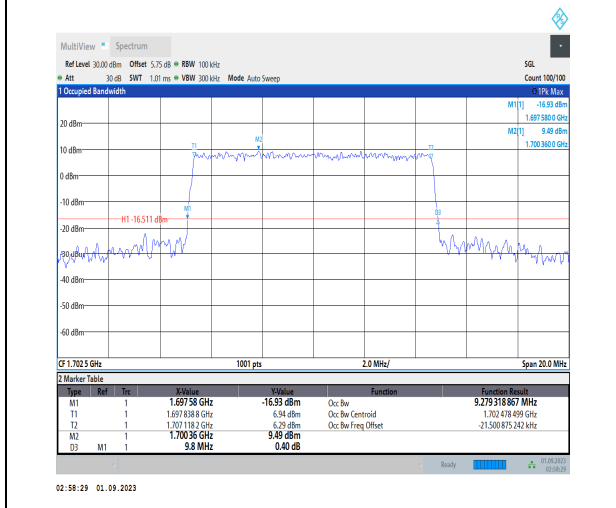 MultiView Spectrum
Ref Level 30.00 dBm Offset 5.75 dB RBW 100 kHz SGL
Att 30 dB SWT 1.01 ms VBW 300 kHz Mode Auto Sweep Count 100/100
1 Occupied Bandwidth 1Pk Max
M1[1] -16.93 dBm
1.697 580 0 GHz
M2[1] 9.49 dBm
1.700 360 0 GHz
20 dBm
M2
T1
T2
10 dBm
0 dBm
-10 dBm
M1
D3
H1 -16.511 dBm
-20 dBm
-30 dBm
-40 dBm
-50 dBm
-60 dBm
CF 1.702 5 GHz 1001 pts 2.0 MHz/ Span 20.0 MHz
2 Marker Table
Type Ref Trc X-Value Y-Value Function Function Result
M1 1 1.697 58 GHz -16.93 dBm Occ Bw 9.279 318 867 MHz
T1 1 1.697 838 8 GHz 6.94 dBm Occ Bw Centroid 1.702 478 499 GHz
T2 1 1.707 118 2 GHz 6.29 dBm Occ Bw Freq Offset -21.500 875 242 kHz
M2 1 1.700 36 GHz 9.49 dBm
D3 M1 1 9.8 MHz 0.40 dB
Ready 01.09.2023
02:58:29
02:58:29 01.09.2023